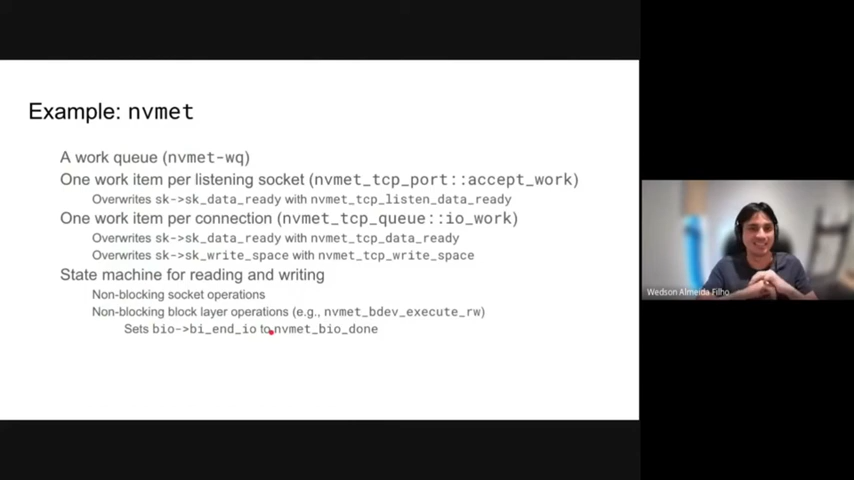 Example: nvmet
A work queue (nvmet-wq)
One work item per listening socket (nvmet_tcp_port::accept_work)
Overwrites sk->sk_data_ready with nvmet_tcp_listen_data_ready
One work item per connection (nvmet_tcp_queue::io_work)
Overwrites sk->sk_data_ready with nvmet_tcp_data_ready
Overwrites sk->sk_write_space with nvmet_tcp_write_space
State machine for reading and writing
Non-blocking socket operations
Non-blocking block layer operations (e.g., nvmet_bdev_execute_rw)
Sets bio->bi_end_io to nvmet_bio_done
Wedson Almeida Filho